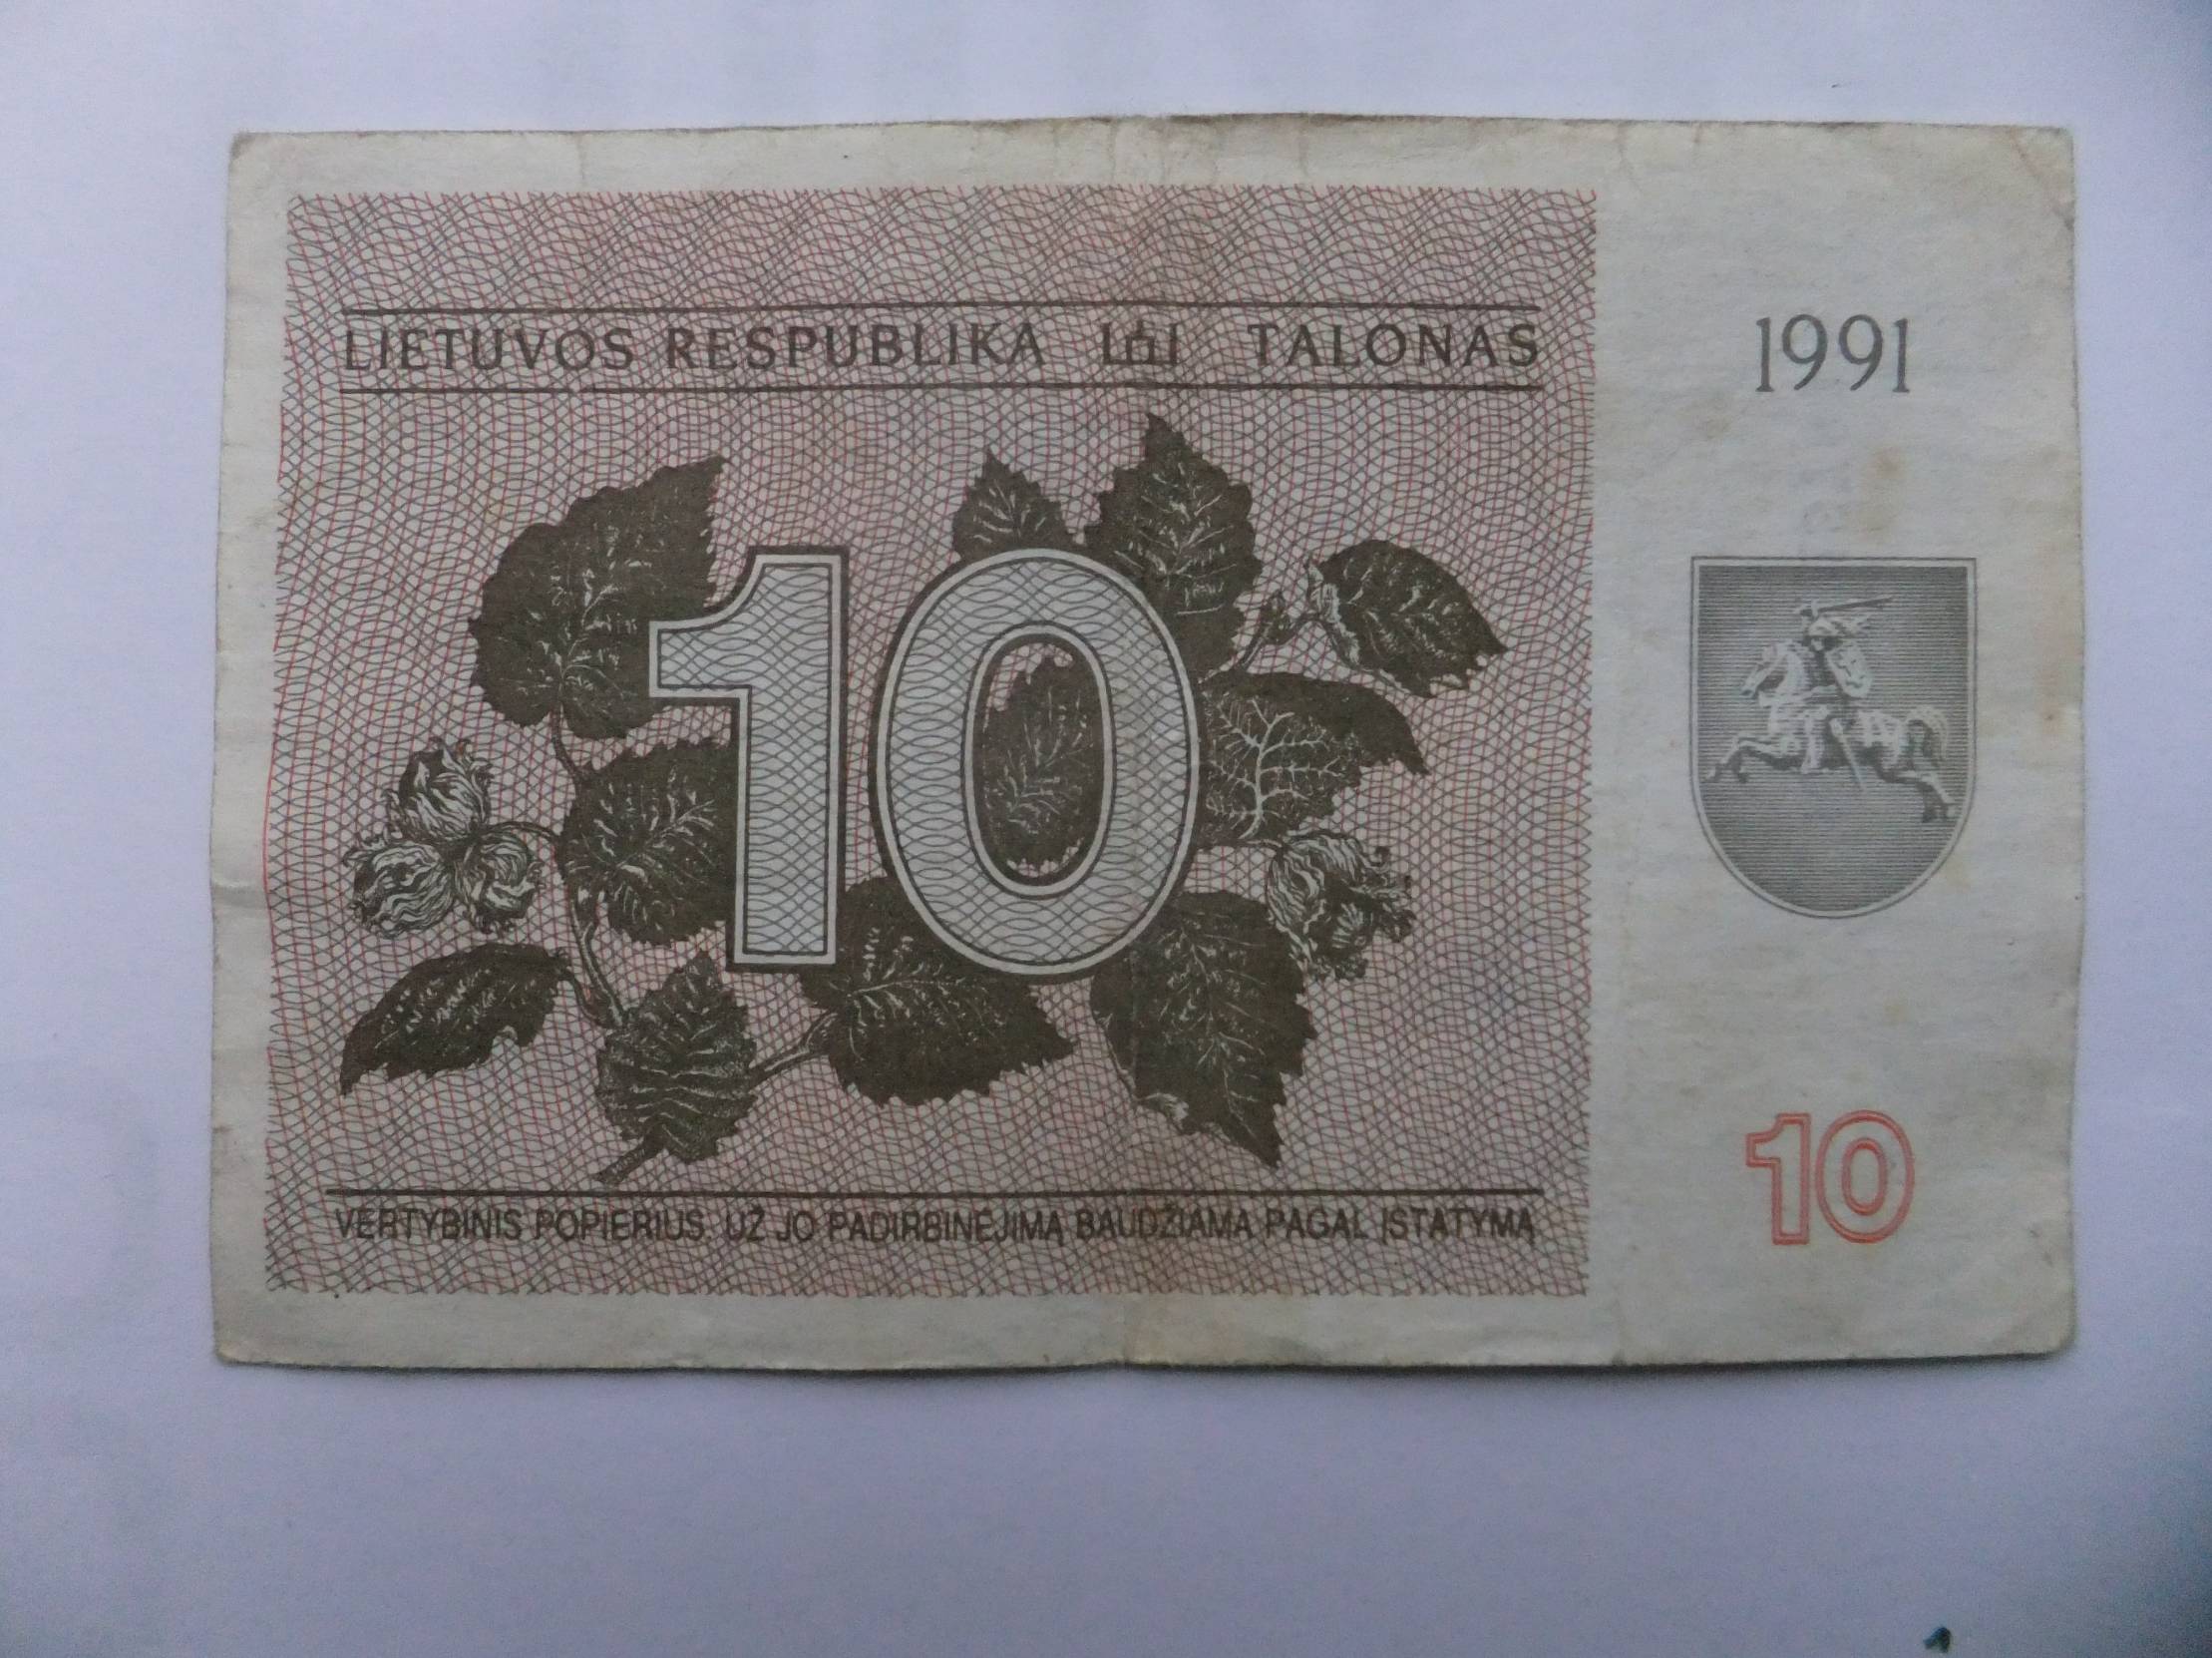 LIETUVOS RESPUBLIKA TALONAS
1991
10
10
VERTYBINIS POPIERIUS. UŽ JO PADIRBINĖJIMĄ BAUDŽIAMA PAGAL ĮSTATYMĄ